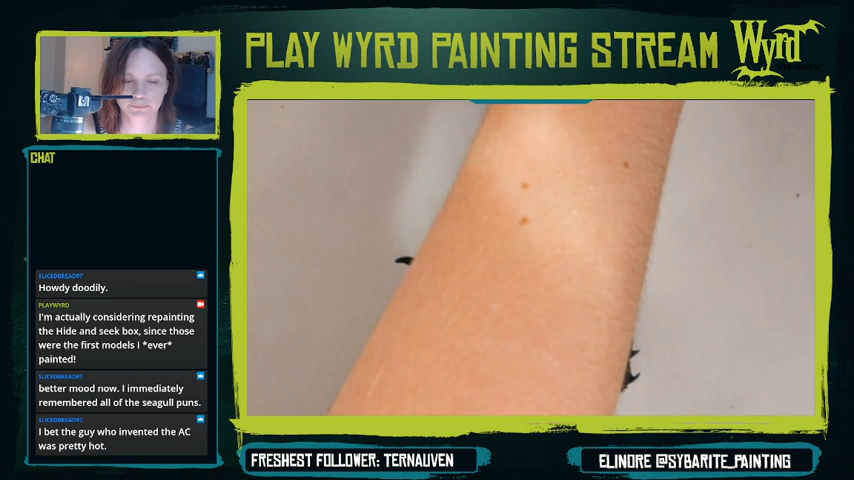 PLAY WYRD PAINTING STREAM
Wyrd
CHAT
SLICEDBREAD97
Howdy doodily.
PLAYWYRD
I'm actually considering repainting
the Hide and seek box, since those
were the first models I *ever*
painted!
SLICEDBREAD97
better mood now. I immediately
remembered all of the seagull puns.
SLICEDBREAD97
I bet the guy who invented the AC
was pretty hot.
FRESHEST FOLLOWER: TERNAUVEN
ELINORE @SYBARITE_PAINTING